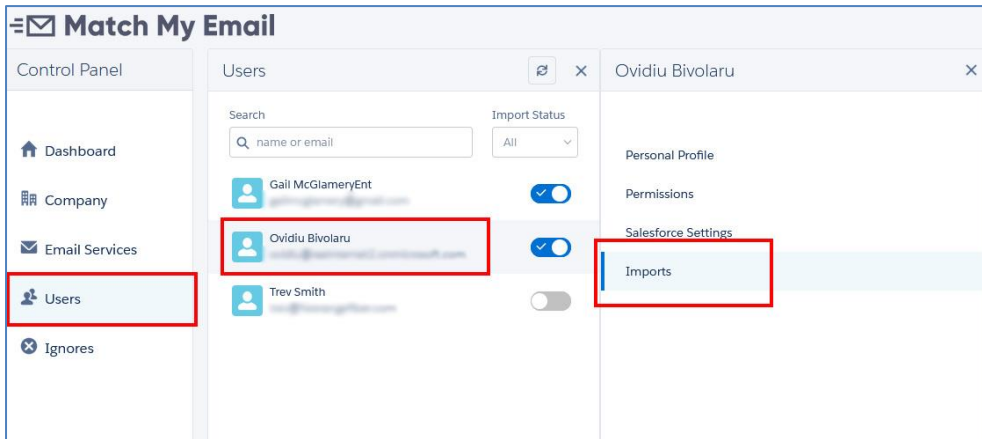 Match My Email
Control Panel
Dashboard
Company
Email Services
Users
Ignores
Users
Search
Import Status
name or email
All
Gail McGlameryEnt
Ovidiu Bivolaru
Trev Smith
Ovidiu Bivolaru
Personal Profile
Permissions
Salesforce Settings
Imports